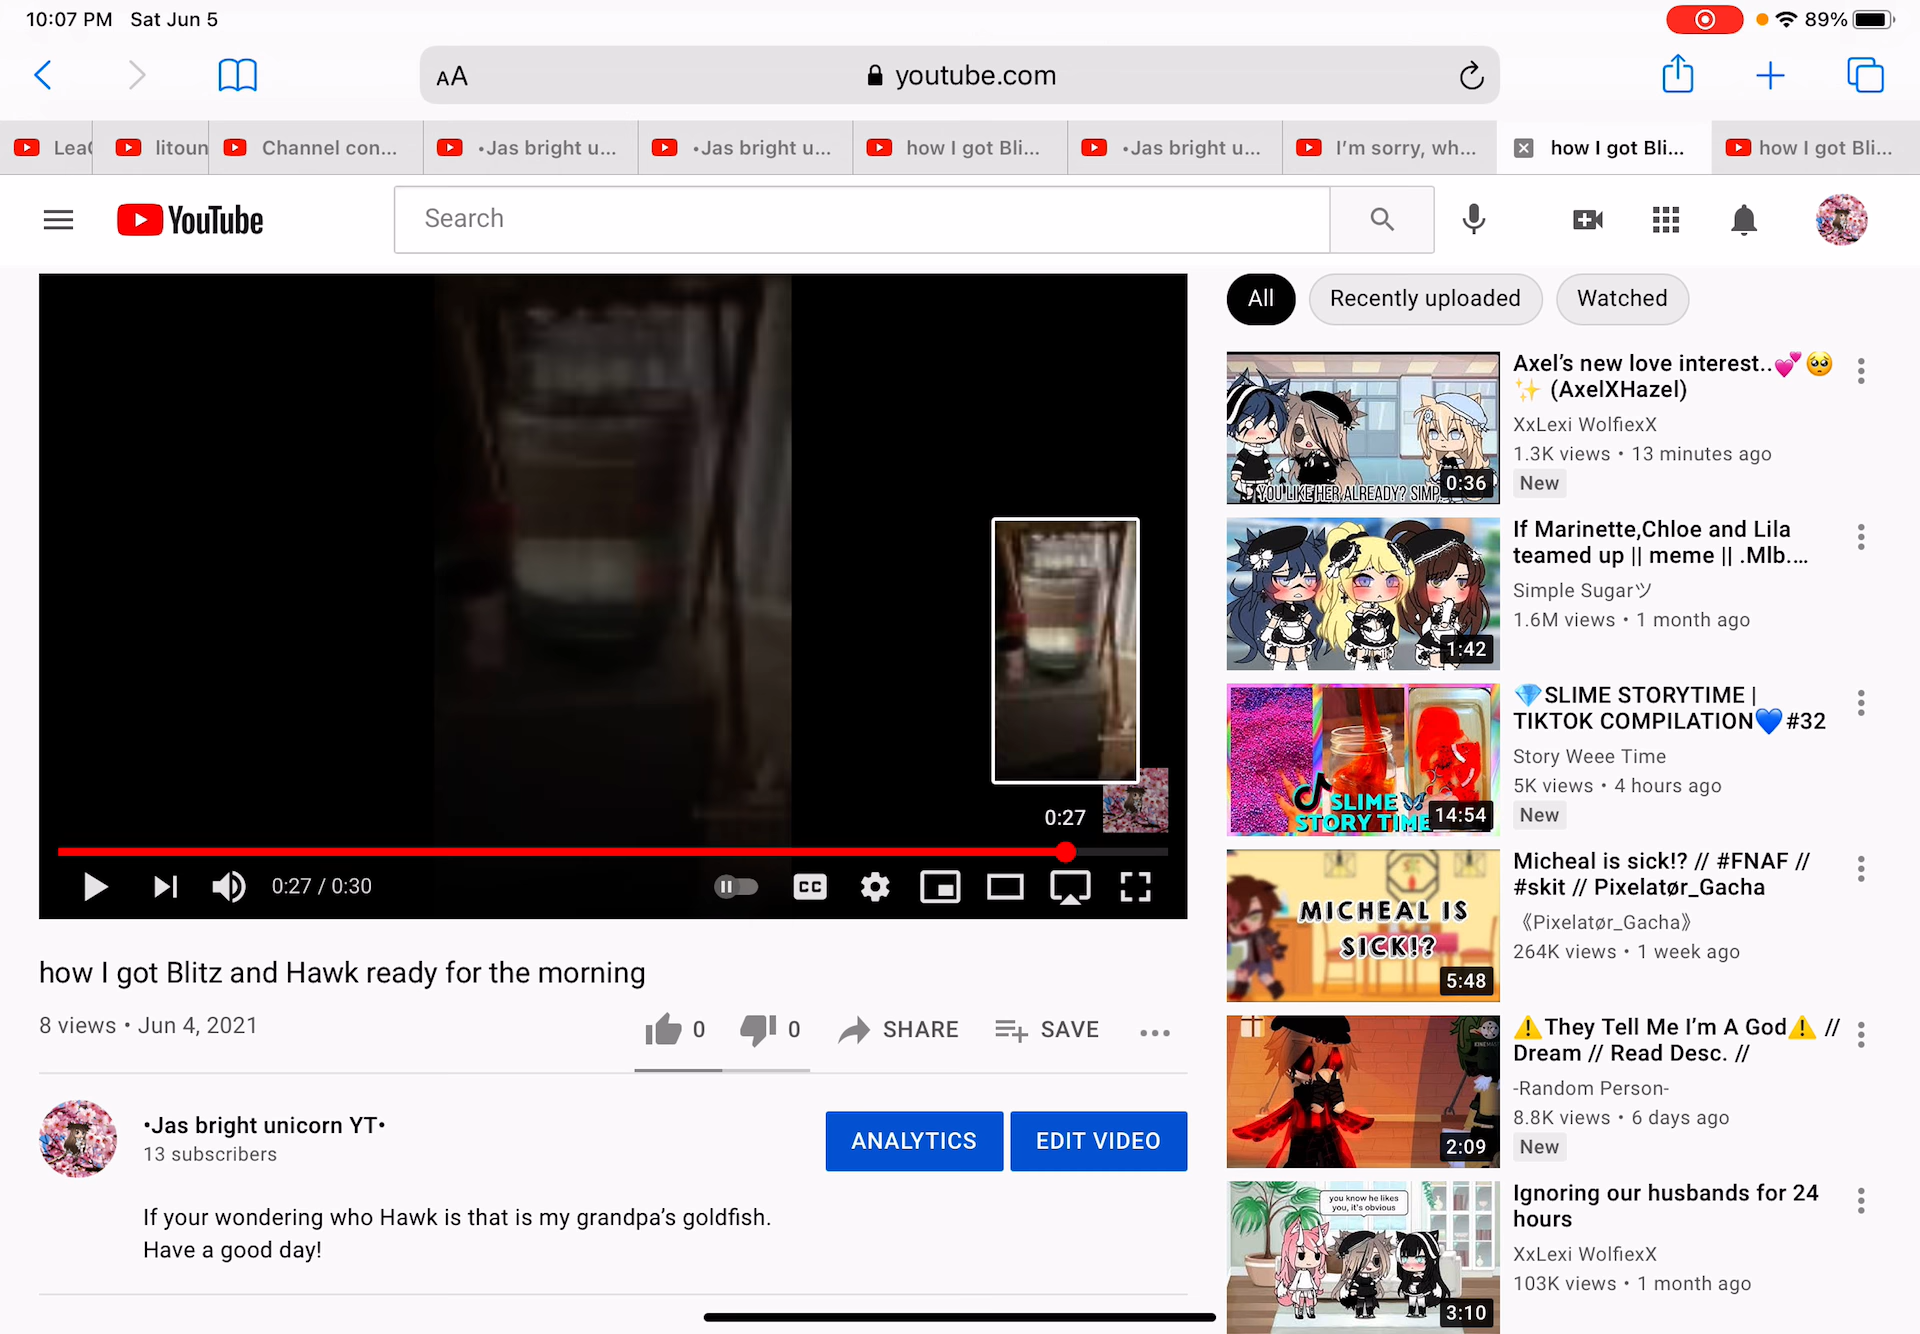 10:07 PM Sat Jun 5
89%
AA
youtube.com
Lea
litoun
Channel con...
•Jas bright u...
•Jas bright u...
how I got Bli...
•Jas bright u...
I'm sorry, wh...
how I got Bli...
how I got Bli...
YouTube
Search
0:27
0:27 / 0:30
CC
how I got Blitz and Hawk ready for the morning
8 views • Jun 4, 2021
0
0
SHARE
SAVE
•Jas bright unicorn YT•
13 subscribers
ANALYTICS
EDIT VIDEO
If your wondering who Hawk is that is my grandpa's goldfish.
Have a good day!
All
Recently uploaded
Watched
YOU LIKE HER ALREADY? SIMP
0:36
Axel's new love interest..💕🥺
✨ (AxelXHazel)
XxLexi WolfiexX
1.3K views • 13 minutes ago
New
1:42
If Marinette,Chloe and Lila
teamed up || meme || .Mlb....
Simple Sugarツ
1.6M views • 1 month ago
SLIME
STORY TIME
14:54
💎SLIME STORYTIME |
TIKTOK COMPILATION💙#32
Story Weee Time
5K views • 4 hours ago
New
MICHEAL IS
SICK!?
5:48
Micheal is sick!? // #FNAF //
#skit // Pixelatør_Gacha
《Pixelatør_Gacha》
264K views • 1 week ago
2:09
⚠️They Tell Me I'm A God⚠️ //
Dream // Read Desc. //
-Random Person-
8.8K views • 6 days ago
New
you know he likes
you, it's obvious
3:10
Ignoring our husbands for 24
hours
XxLexi WolfiexX
103K views • 1 month ago